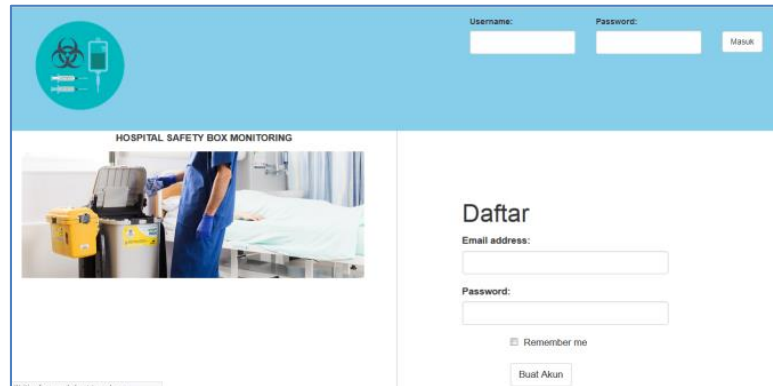 Username:
Password:
Masuk
HOSPITAL SAFETY BOX MONITORING
Daftar
Email address:
Password:
Remember me
Buat Akun